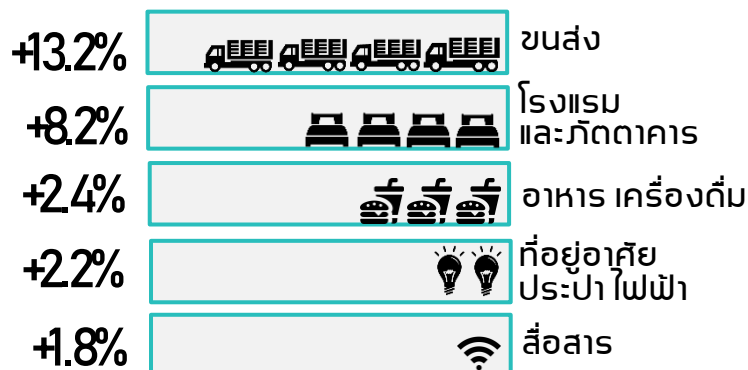 +13.2% ขนส่ง
+8.2% โรงแรม
และภัตตาคาร
+2.4% อาหาร เครื่องดื่ม
+2.2% ที่อยู่อาศัย
ประปา ไฟฟ้า
+1.8% สื่อสาร